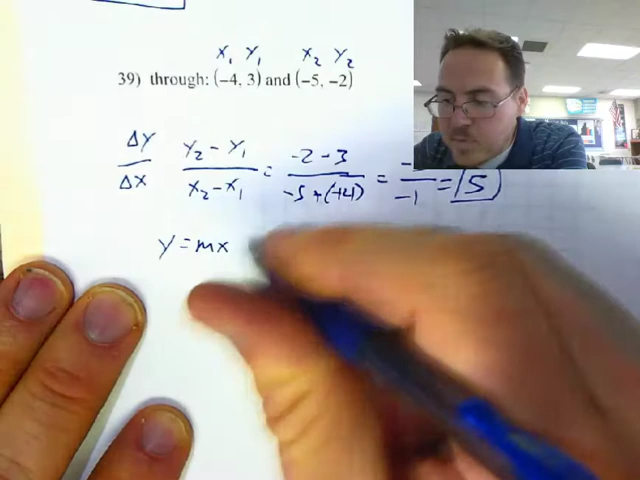 x₁ y₁ x₂ y₂
39) through: (−4, 3) and (−5, −2)
Δy/Δx y₂ − y₁/x₂ − x₁ = -2 - 3/-5 + (+4) = -/-1 = 5
y = mx